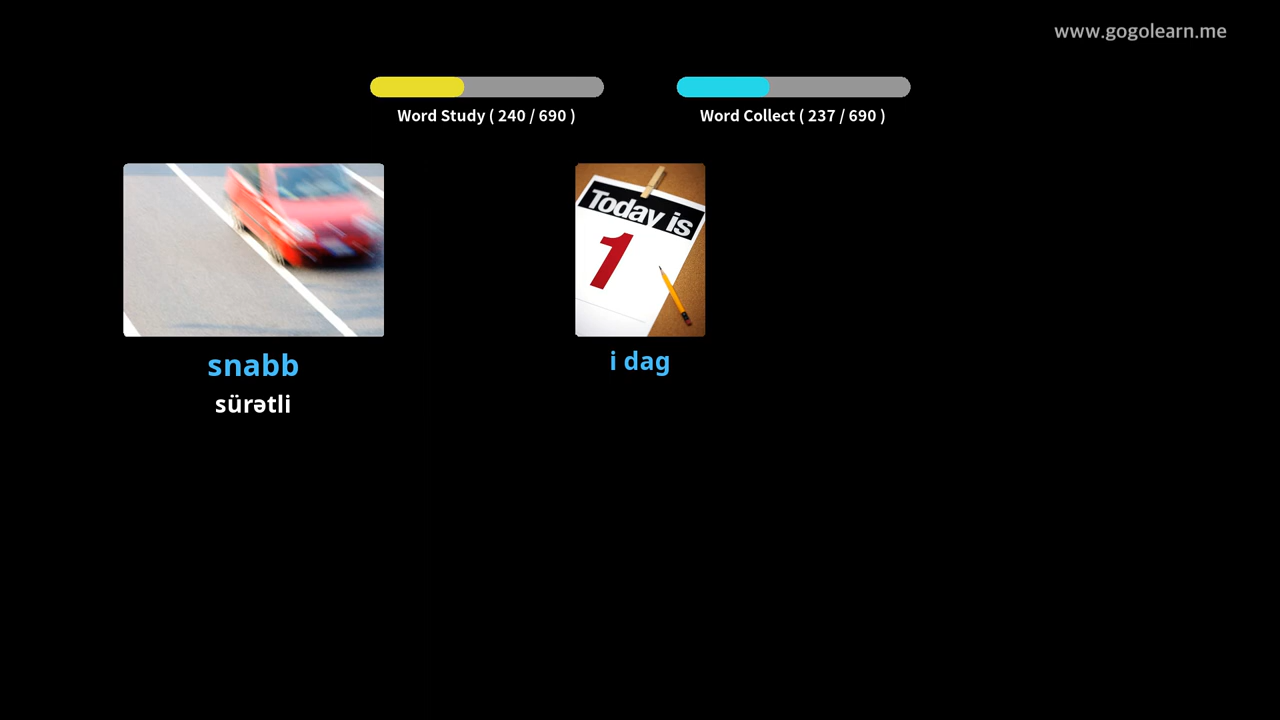 www.gogolearn.me
Word Study ( 240 / 690 )
Word Collect ( 237 / 690 )
Today is
1
snabb
i dag
sürətli